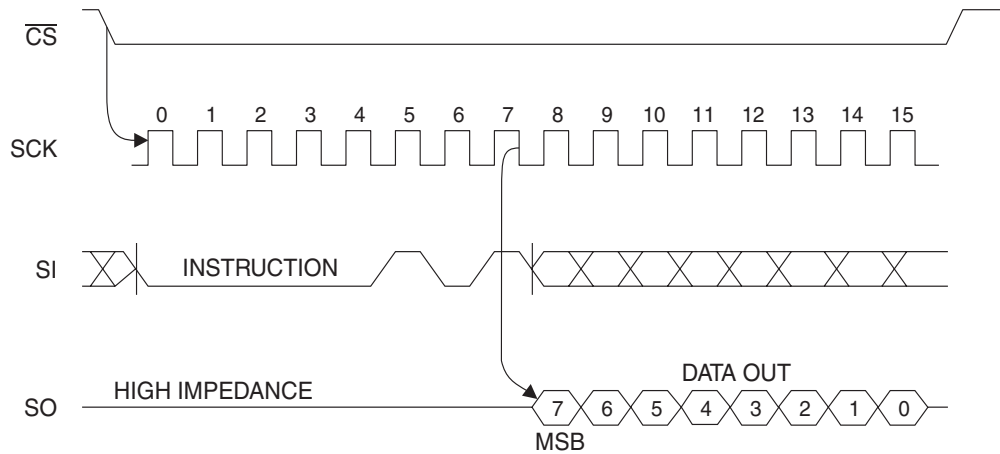 CS
0 1 2 3 4 5 6 7 8 9 10 11 12 13 14 15
SCK
SI
INSTRUCTION
HIGH IMPEDANCE
DATA OUT
SO
7 6 5 4 3 2 1 0
MSB